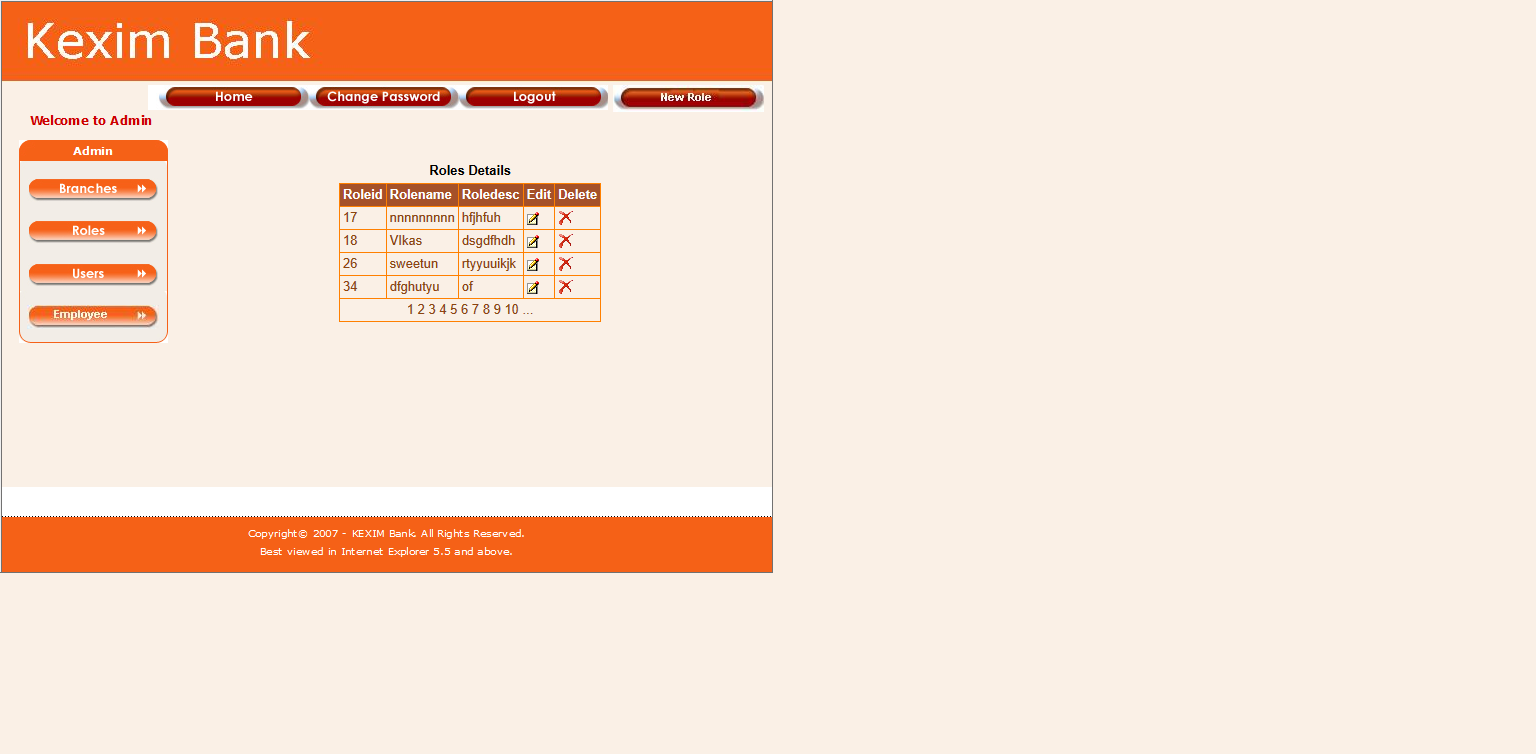 Kexim Bank
Home Change Password Logout New Role
Welcome to Admin
Admin
Branches
Roles
Users
Employee
Roles Details
Roleid Rolename Roledesc Edit Delete
17 nnnnnnnnn hfjhfuh
18 VIkas dsgdfhdh
26 sweetun rtyyuuikjk
34 dfghutyu of
1 2 3 4 5 6 7 8 9 10 ...
Copyright© 2007 - KEXIM Bank. All Rights Reserved.
Best viewed in Internet Explorer 5.5 and above.